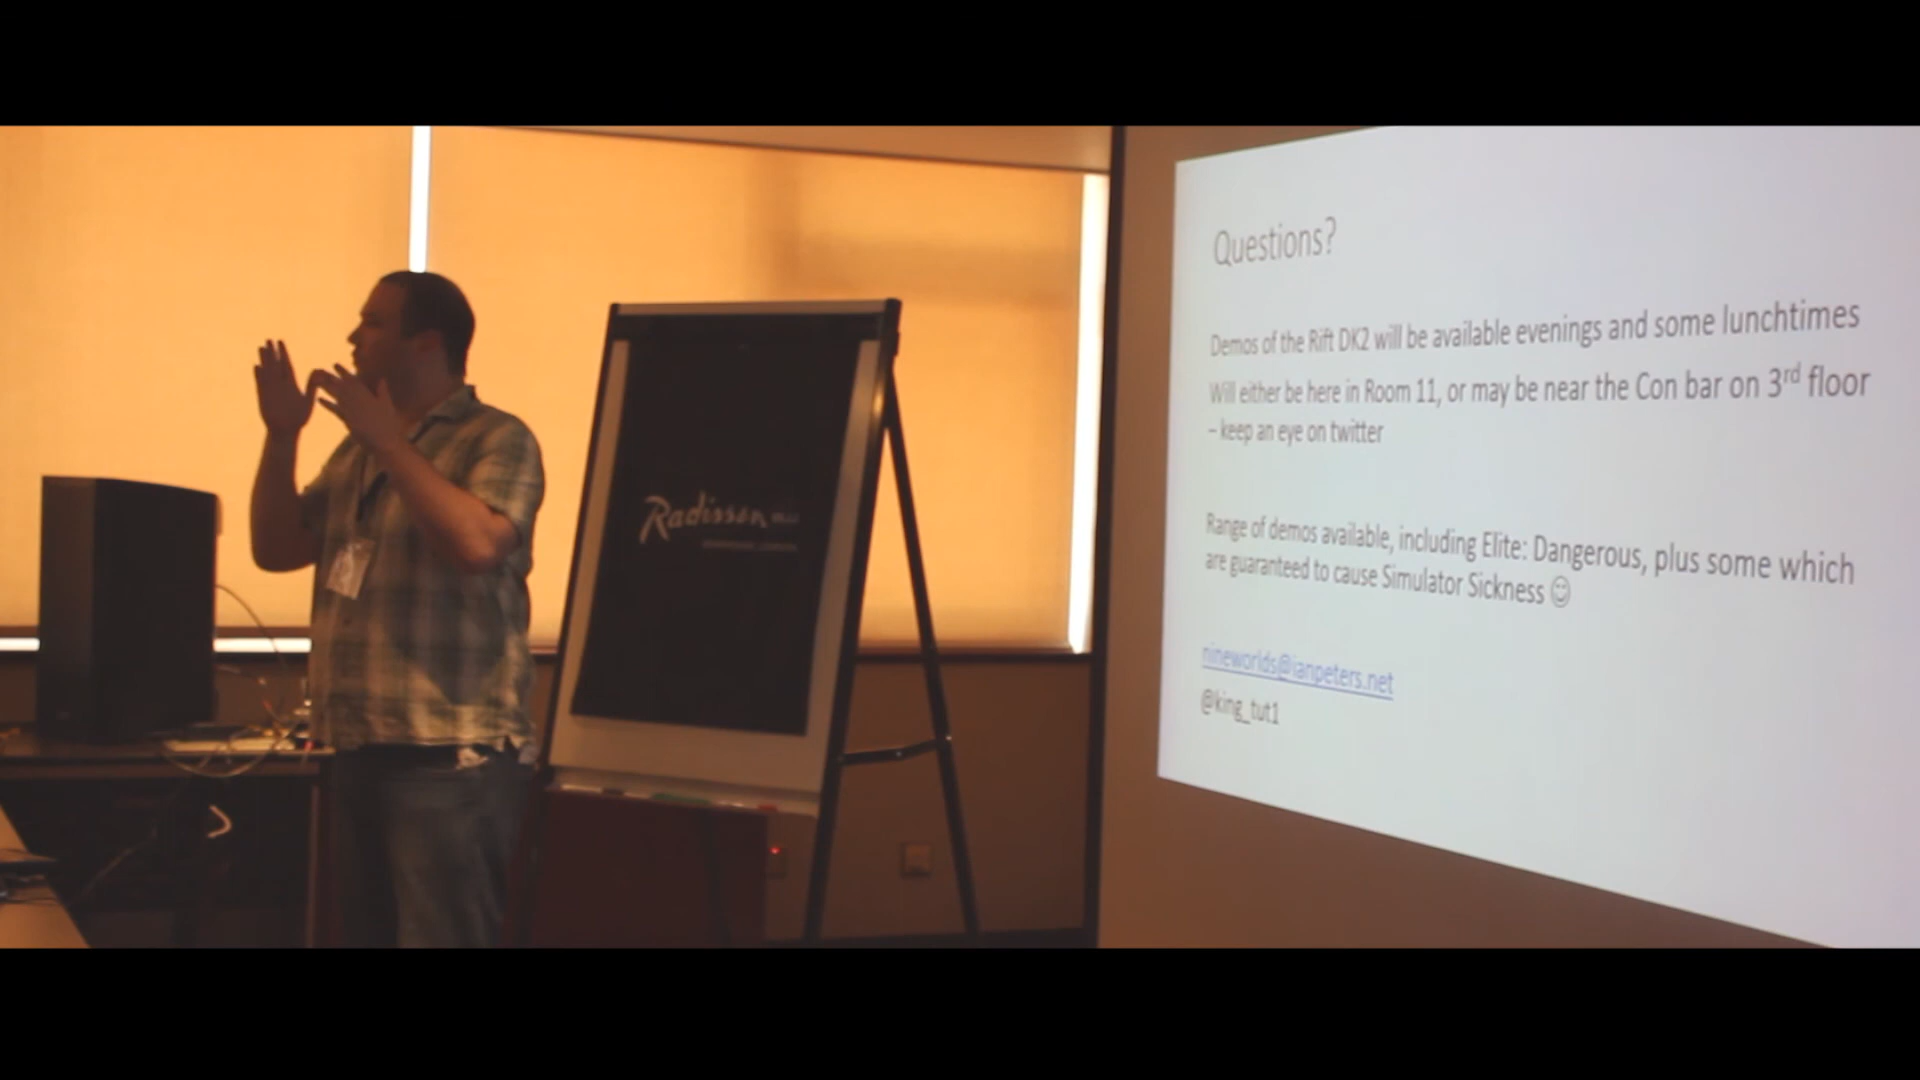 Radisson
Questions?
Demos of the Rift DK2 will be available evenings and some lunchtimes
Will either be here in Room 11, or may be near the Con bar on 3rd floor
– keep an eye on twitter
Range of demos available, including Elite: Dangerous, plus some which
are guaranteed to cause Simulator Sickness ☺
nineworlds@ianpeters.net
@king_tut1